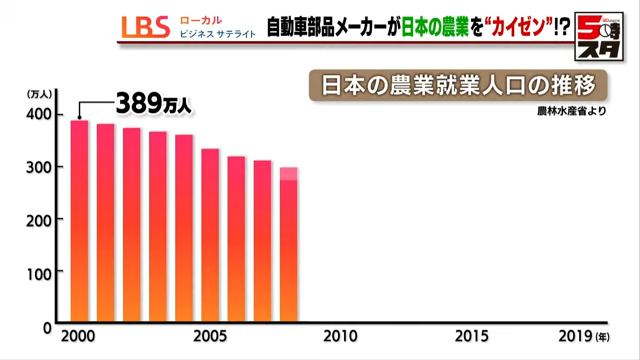 LBS ローカル ビジネス サテライト
自動車部品メーカーが日本の農業を“カイゼン”!?
5時スタ
日本の農業就業人口の推移
農林水産省より
(万人)
389万人
400
300
200
100
0
2000 2005 2010 2015 2019(年)